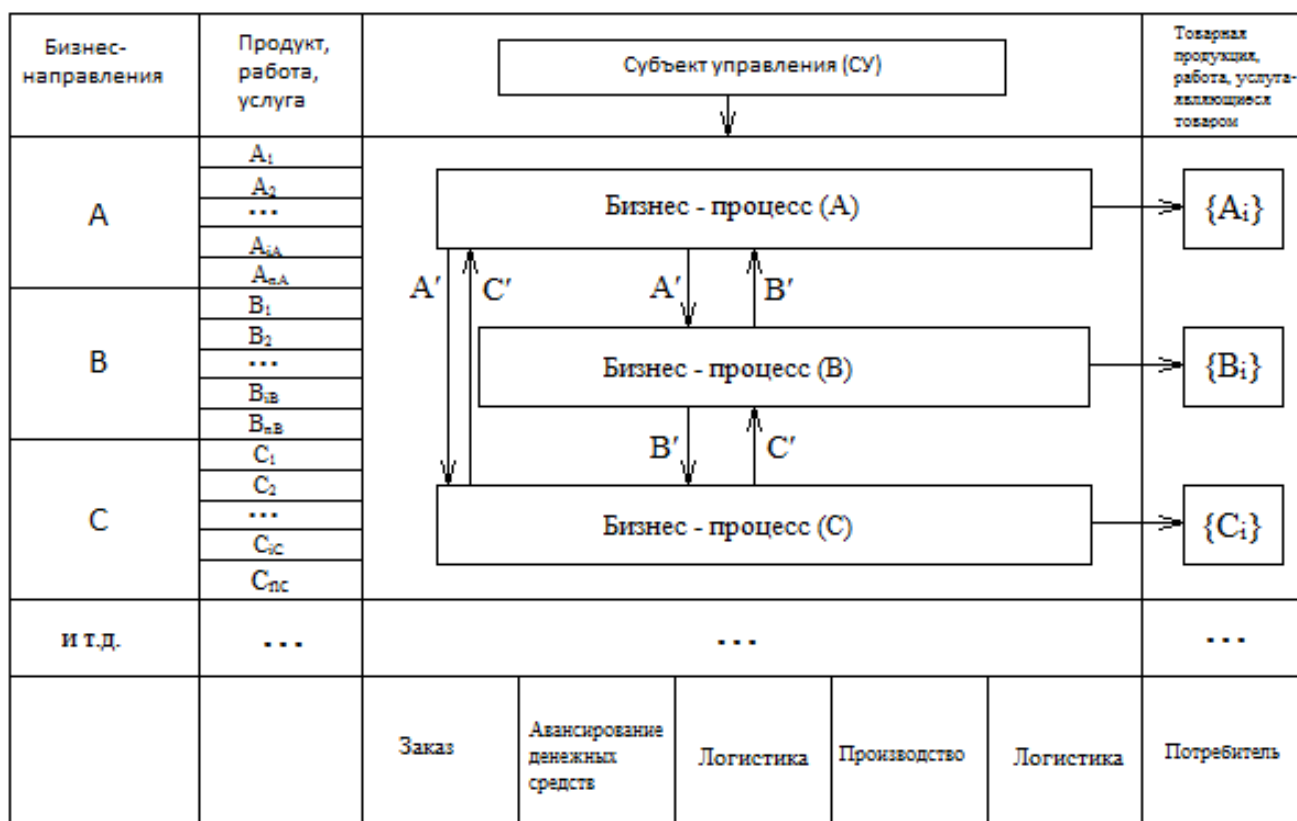 Бизнес-
направления
Продукт,
работа,
услуга
Субъект управления (СУ)
Товарная
продукция,
работа, услуга-
являющиеся
товаром
A
A₁
A₂
...
AᵢA
AₙA
Бизнес - процесс (А)
{Aᵢ}
A′
C′
A′
B′
B
B₁
B₂
...
BᵢB
BₙB
Бизнес - процесс (В)
{Bᵢ}
B′
C′
C
C₁
C₂
...
CᵢC
CпC
Бизнес - процесс (С)
{Cᵢ}
и т.д.
...
...
...
Заказ
Авансирование
денежных
средств
Логистика
Производство
Логистика
Потребитель